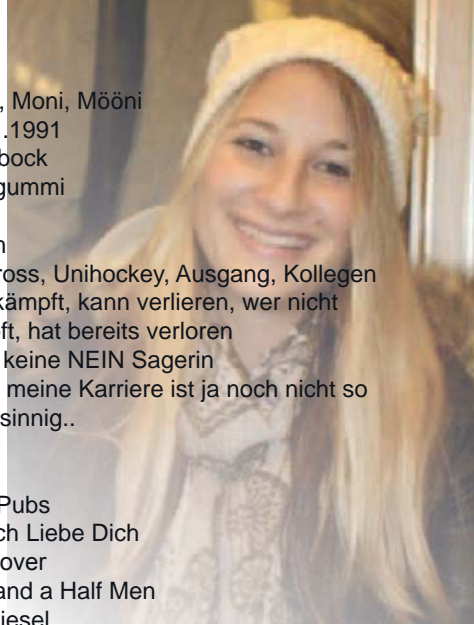 , Moni, Mööni
.1991
bock
gummi
n
ross, Unihockey, Ausgang, Kollegen
kämpft, kann verlieren, wer nicht
ft, hat bereits verloren
keine NEIN Sagerin
meine Karriere ist ja noch nicht so
sinnig..
Pubs
ch Liebe Dich
over
and a Half Men
iesel